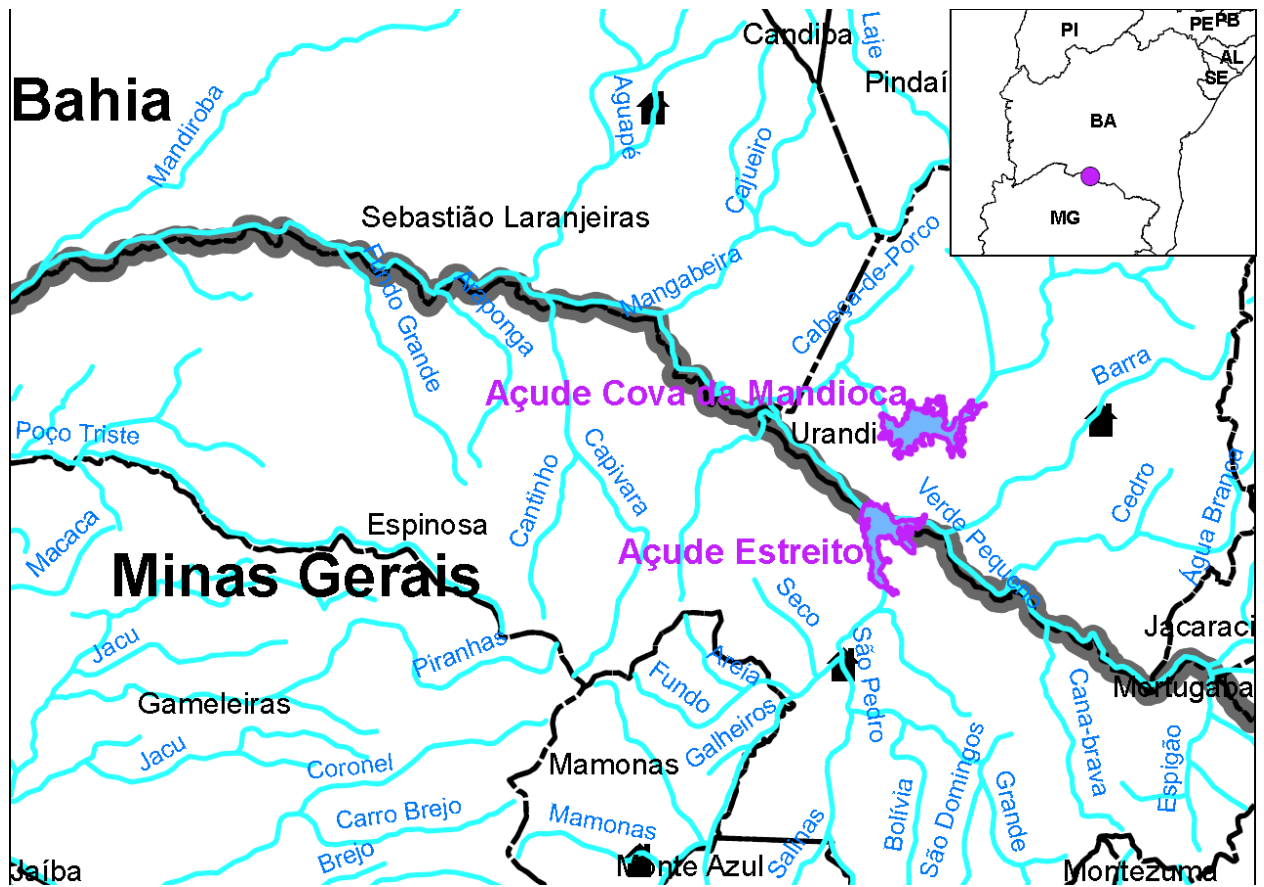 Candiba
Laje
Pindaí
PI
PE
PB
AL
SE
BA
MG
Bahia
Mandiroba
Aguapé
Cajueiro
Sebastião Laranjeiras
Fundo Grande
Araponga
Mangabeira
Cabeça-de-Porco
Barra
Açude Cova da Mandioca
Urandi
Poço Triste
Cantinho
Capivara
Cedro
Verde Pequeno
Água Branca
Macaca
Espinosa
Açude Estreito
Minas Gerais
Seco
Jacu
Piranhas
Areia
São Pedro
Jacaraci
Fundo
Mortugaba
Gameleiras
Galheiros
Cana-brava
Jacu
Coronel
Mamonas
Espigão
Carro Brejo
Mamonas
Bolívia
São Domingos
Grande
Salinas
Brejo
Jaíba
Monte Azul
Montezuma